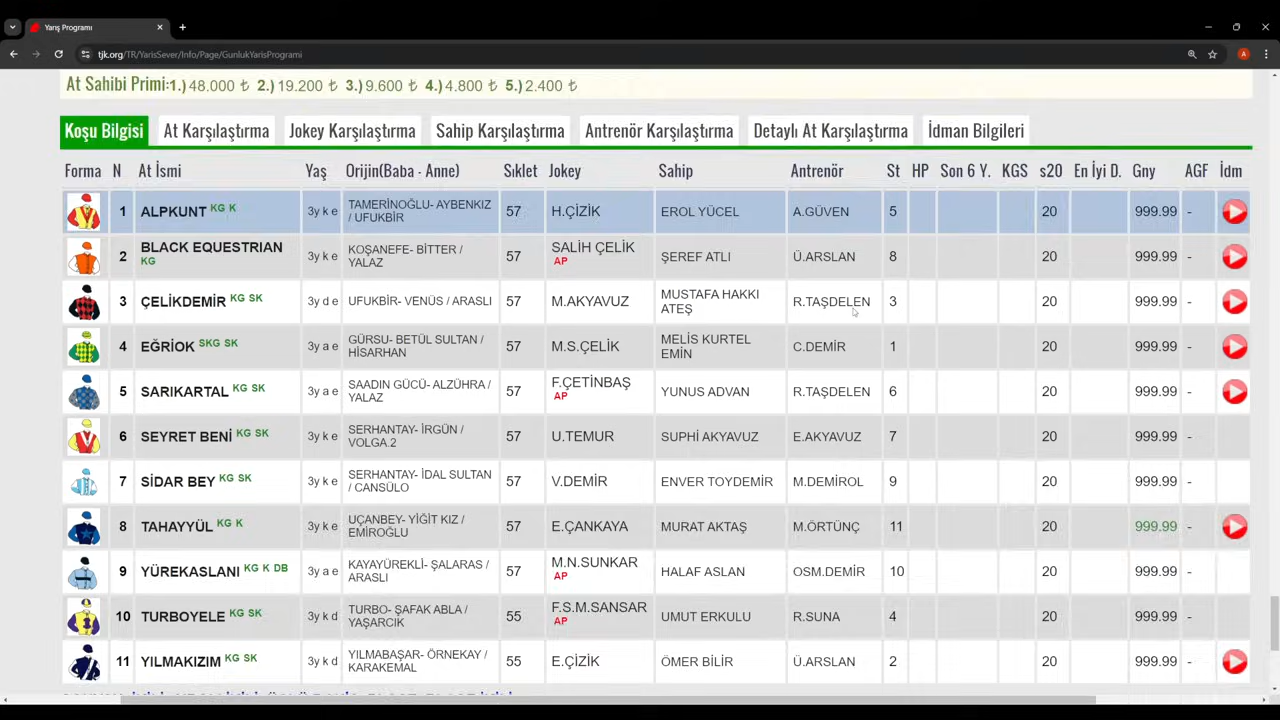 Yarış Programı
tjk.org/TR/YarisSever/Info/Page/GunlukYarisProgrami
At Sahibi Primi:1.) 48.000 ₺ 2.) 19.200 ₺ 3.) 9.600 ₺ 4.) 4.800 ₺ 5.) 2.400 ₺
Koşu Bilgisi At Karşılaştırma Jokey Karşılaştırma Sahip Karşılaştırma Antrenör Karşılaştırma Detaylı At Karşılaştırma İdman Bilgileri
Forma N At İsmi Yaş Orijin(Baba - Anne) Sıklet Jokey Sahip Antrenör St HP Son 6 Y. KGS s20 En İyi D. Gny AGF İdm
1 ALPKUNT KG K 3y k e TAMERİNOĞLU- AYBENKIZ
/ UFUKBİR 57 H.ÇİZİK EROL YÜCEL A.GÜVEN 5 20 999.99 -
2 BLACK EQUESTRIAN
KG 3y k e KOŞANEFE- BİTTER /
YALAZ 57 SALİH ÇELİK
AP ŞEREF ATLI Ü.ARSLAN 8 20 999.99 -
3 ÇELİKDEMİR KG SK 3y d e UFUKBİR- VENÜS / ARASLI 57 M.AKYAVUZ MUSTAFA HAKKI
ATEŞ R.TAŞDELEN 3 20 999.99 -
4 EĞRİOK SKG SK 3y a e GÜRSU- BETÜL SULTAN /
HİSARHAN 57 M.S.ÇELİK MELİS KURTEL
EMİN C.DEMİR 1 20 999.99 -
5 SARIKARTAL KG SK 3y a e SAADIN GÜCÜ- ALZÜHRA /
YALAZ 57 F.ÇETİNBAŞ
AP YUNUS ADVAN R.TAŞDELEN 6 20 999.99 -
6 SEYRET BENİ KG SK 3y k e SERHANTAY- İRGÜN /
VOLGA.2 57 U.TEMUR SUPHİ AKYAVUZ E.AKYAVUZ 7 20 999.99 -
7 SİDAR BEY KG SK 3y k e SERHANTAY- İDAL SULTAN
/ CANSÜLO 57 V.DEMİR ENVER TOYDEMİR M.DEMİROL 9 20 999.99 -
8 TAHAYYÜL KG K 3y k e UÇANBEY- YİĞİT KIZ /
EMİROĞLU 57 E.ÇANKAYA MURAT AKTAŞ M.ÖRTÜNÇ 11 20 999.99 -
9 YÜREKASLANI KG K DB 3y a e KAYAYÜREKLİ- ŞALARAS /
ARASLI 57 M.N.SUNKAR
AP HALAF ASLAN OSM.DEMİR 10 20 999.99 -
10 TURBOYELE KG SK 3y k d TURBO- ŞAFAK ABLA /
YAŞARCIK 55 F.S.M.SANSAR
AP UMUT ERKULU R.SUNA 4 20 999.99 -
11 YILMAKIZIM KG SK 3y k d YILMABAŞAR- ÖRNEKAY /
KARAKEMAL 55 E.ÇİZİK ÖMER BİLİR Ü.ARSLAN 2 20 999.99 -